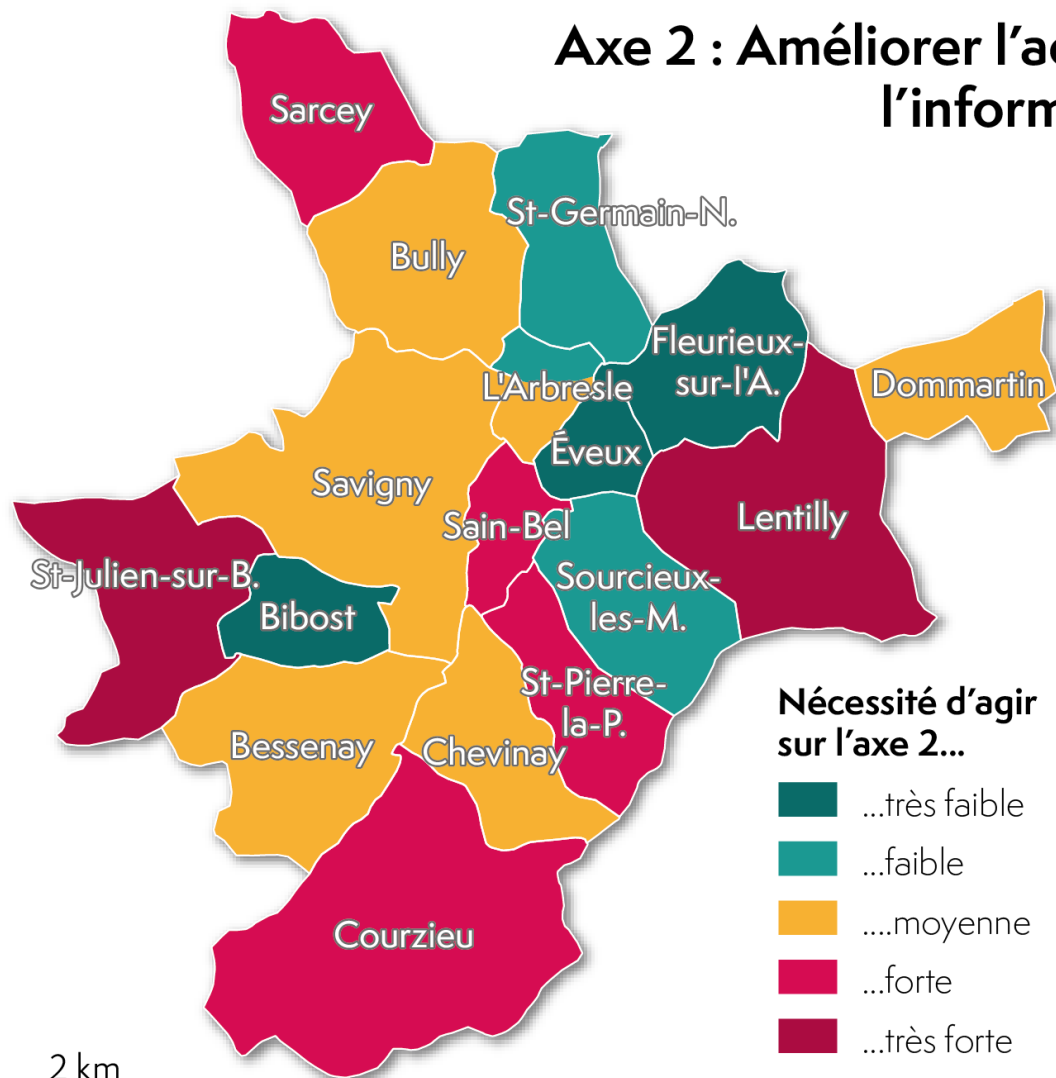 Axe 2 : Améliorer l'ac
l'inform
Sarcey
St-Germain-N.
Bully
Fleurieux-
sur-l'A.
L'Arbresle
Dommartin
Éveux
Savigny
Sain-Bel
Lentilly
St-Julien-sur-B.
Bibost
Sourcieux-
les-M.
St-Pierre-
la-P.
Bessenay
Chevinay
Courzieu
Nécessité d'agir
sur l'axe 2...
...très faible
...faible
....moyenne
...forte
...très forte
2 km